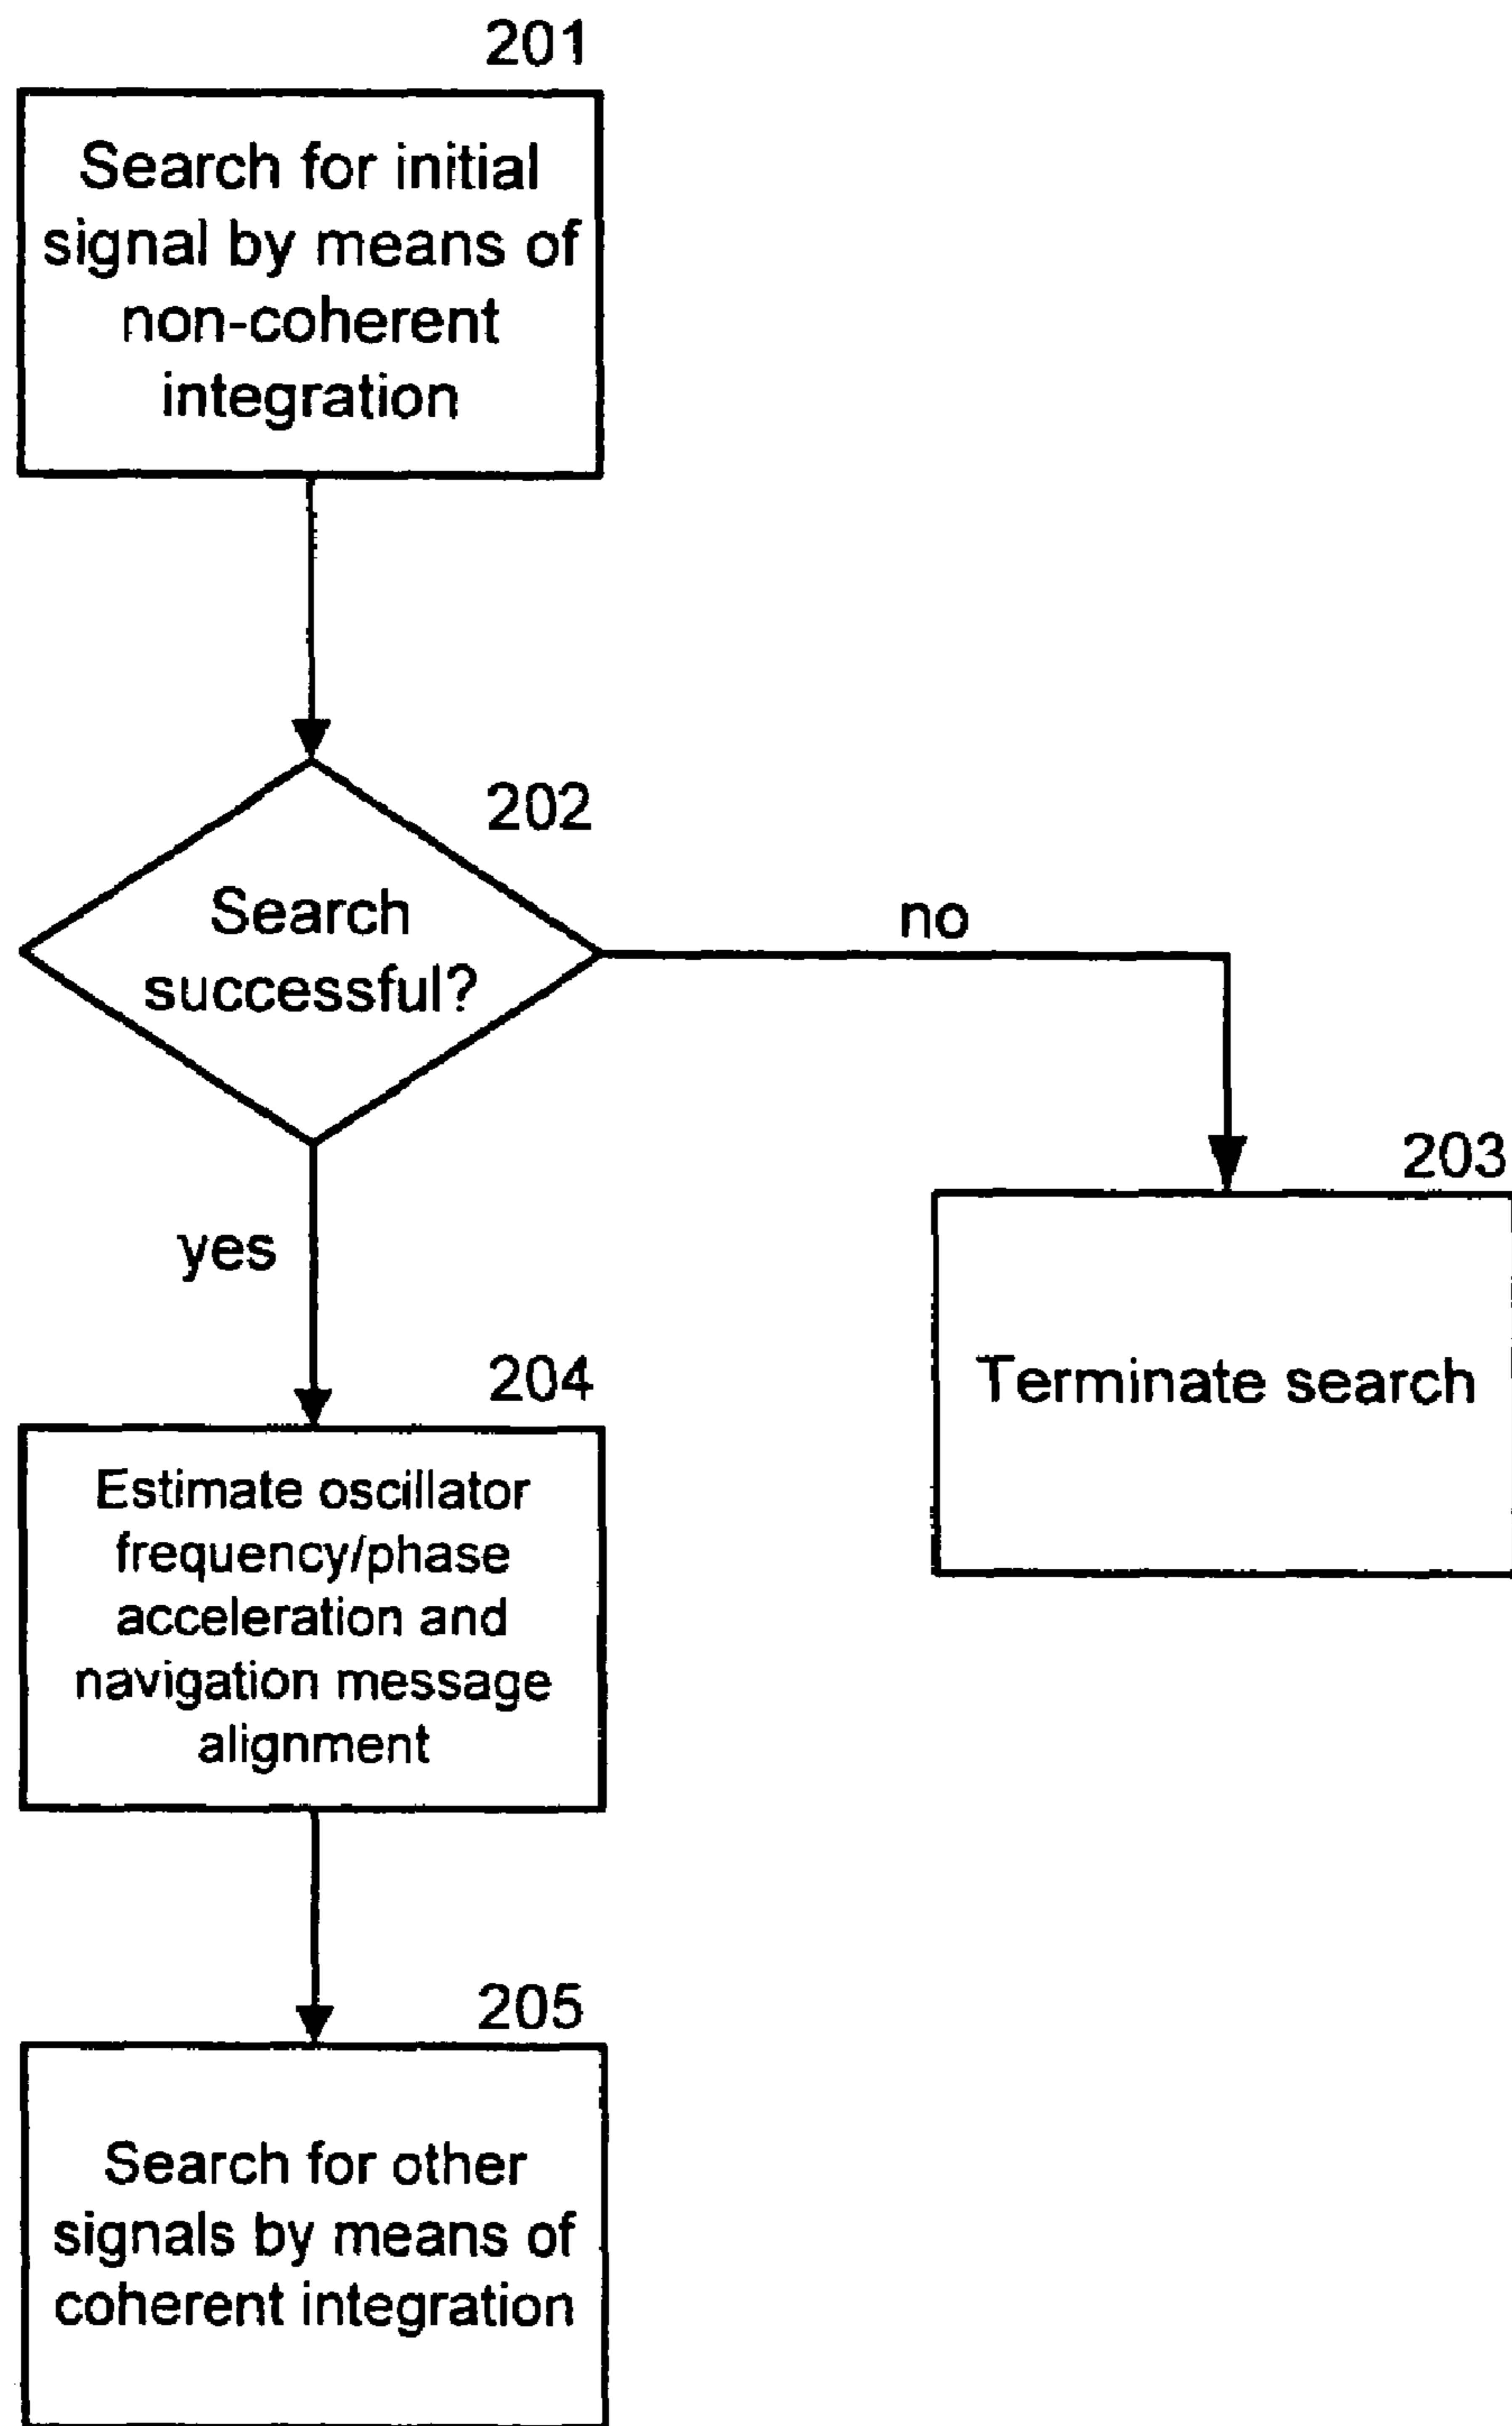 201
Search for initial
signal by means of
non-coherent
integration
202
Search
successful?
no
yes
203
Terminate search
204
Estimate oscillator
frequency/phase
acceleration and
navigation message
alignment
205
Search for other
signals by means of
coherent integration